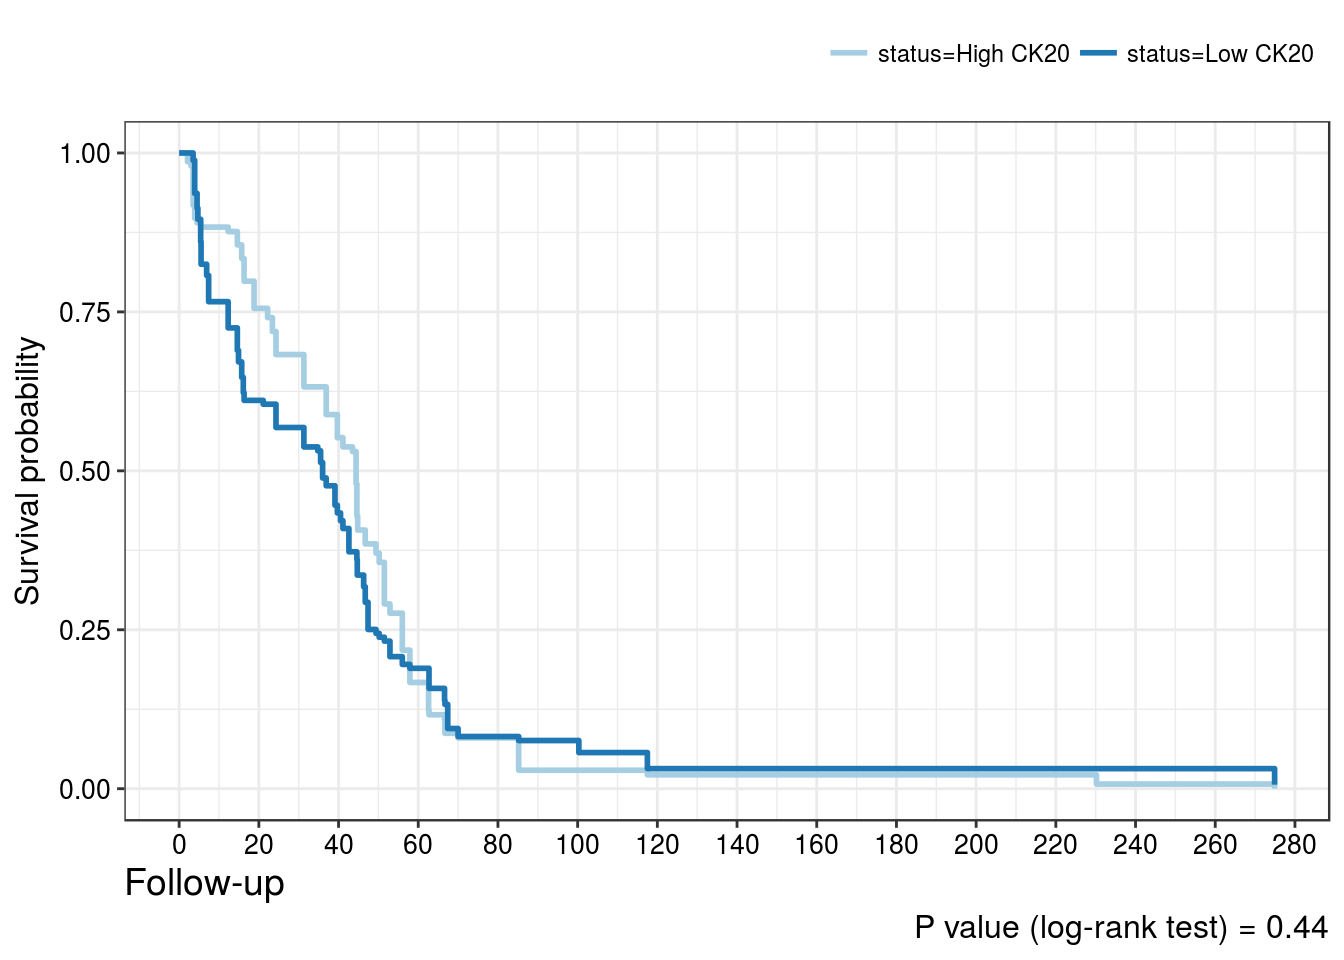 status=High CK20 status=Low CK20
1.00
0.75
0.50
0.25
0.00
Survival probability
0 20 40 60 80 100 120 140 160 180 200 220 240 260 280
Follow-up
P value (log-rank test) = 0.44